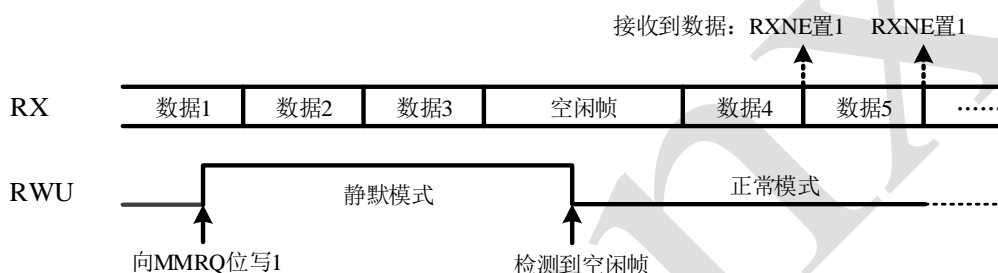 接收到数据：RXNE置1 RXNE置1
RX 数据1 数据2 数据3 空闲帧 数据4 数据5 ……
RWU 静默模式 正常模式
向MMRQ位写1 检测到空闲帧